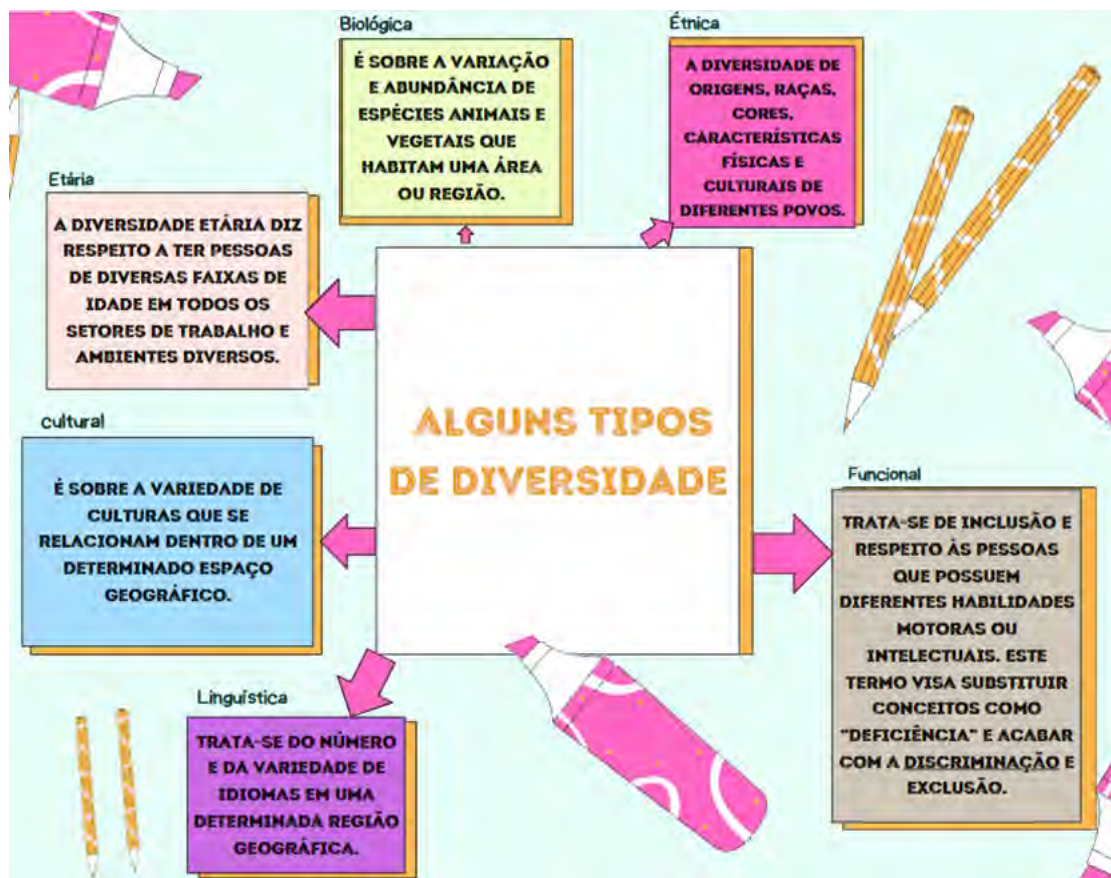 Biológica
É SOBRE A VARIAÇÃO
E ABUNDÂNCIA DE
ESPÉCIES ANIMAIS E
VEGETAIS QUE
HABITAM UMA ÁREA
OU REGIÃO.
Étnica
A DIVERSIDADE DE
ORIGENS, RAÇAS,
CORES,
CARACTERÍSTICAS
FÍSICAS E
CULTURAIS DE
DIFERENTES POVOS.
Etária
A DIVERSIDADE ETÁRIA DIZ
RESPEITO A TER PESSOAS
DE DIVERSAS FAIXAS DE
IDADE EM TODOS OS
SETORES DE TRABALHO E
AMBIENTES DIVERSOS.
ALGUNS TIPOS
DE DIVERSIDADE
cultural
É SOBRE A VARIEDADE DE
CULTURAS QUE SE
RELACIONAM DENTRO DE UM
DETERMINADO ESPAÇO
GEOGRÁFICO.
Funcional
TRATA-SE DE INCLUSÃO E
RESPEITO ÀS PESSOAS
QUE POSSUEM
DIFERENTES HABILIDADES
MOTORAS OU
INTELECTUAIS. ESTE
TERMO VISA SUBSTITUIR
CONCEITOS COMO
"DEFICIÊNCIA" E ACABAR
COM A DISCRIMINAÇÃO E
EXCLUSÃO.
Linguística
TRATA-SE DO NÚMERO
E DA VARIEDADE DE
IDIOMAS EM UMA
DETERMINADA REGIÃO
GEOGRÁFICA.